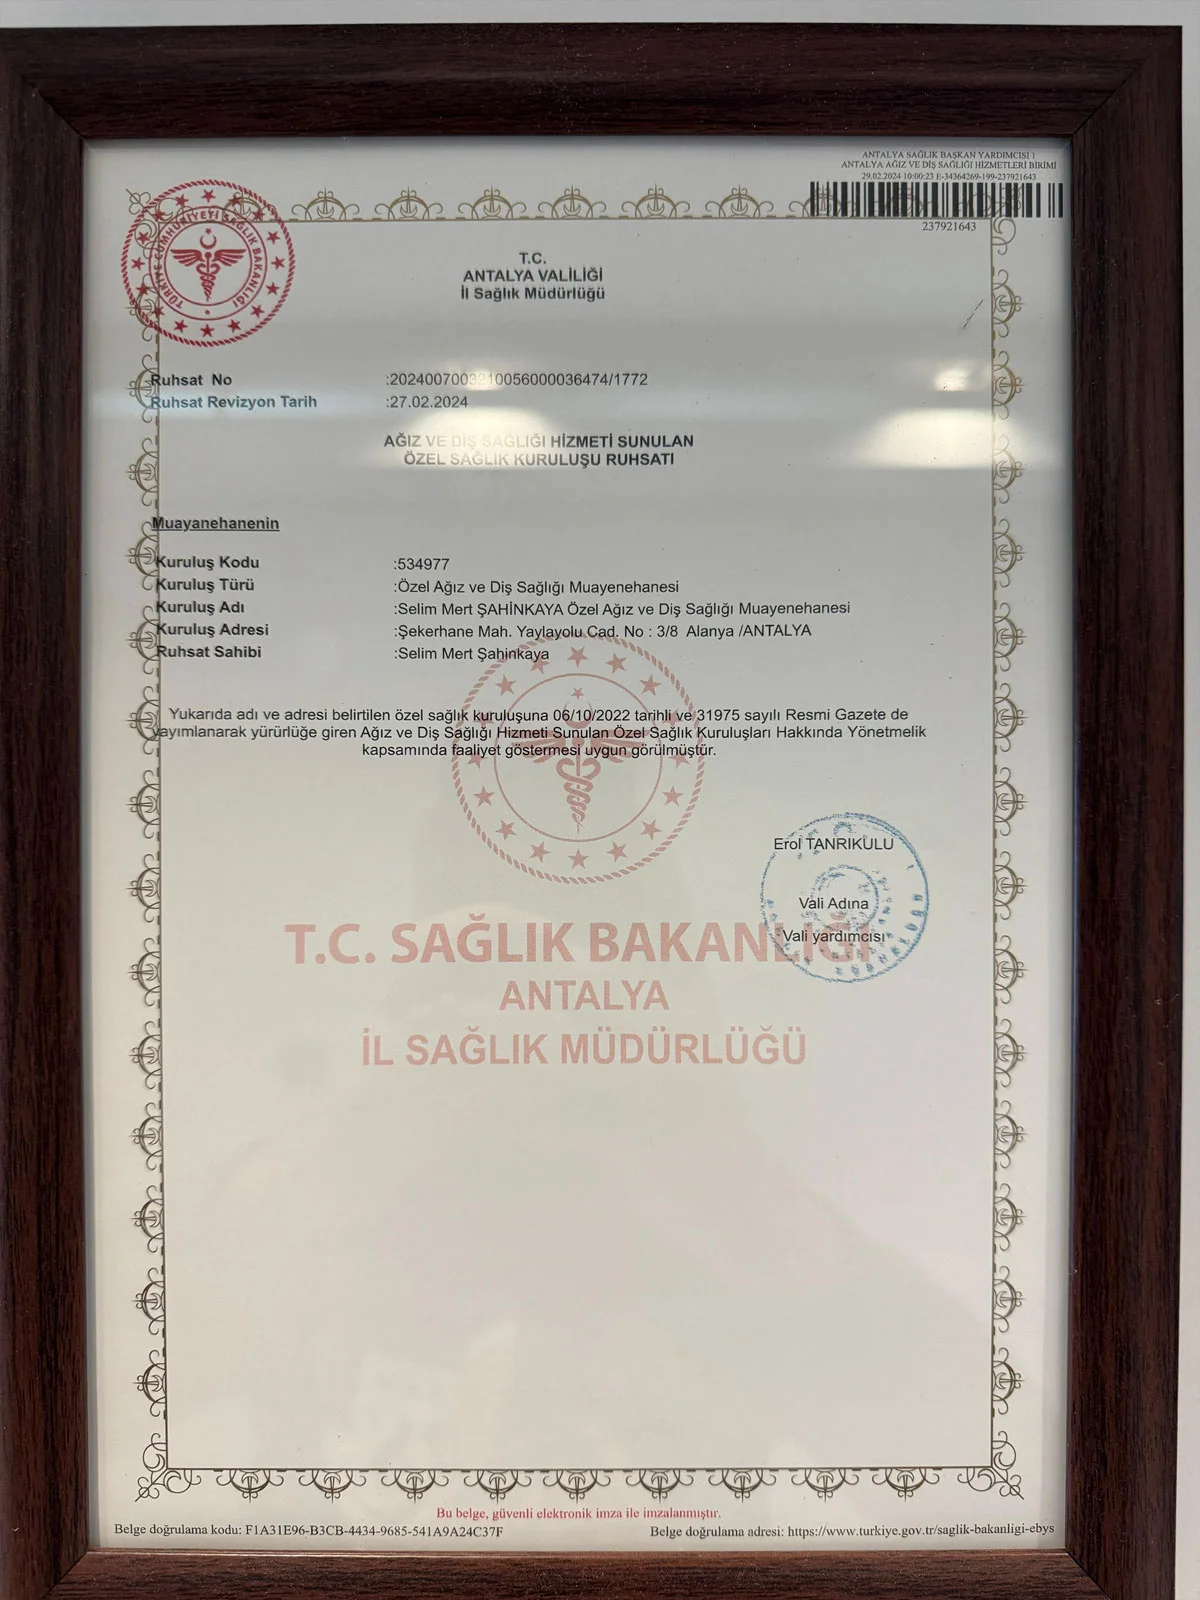 ANTALYA SAĞLIK BAŞKAN YARDIMCISI 1
ANTALYA AĞIZ VE DİŞ SAĞLIĞI HİZMETLERİ BİRİMİ
29.02.2024 10:00:23 E-34364269-199-237921643
237921643
TÜRKİYE CUMHURİYETİ SAĞLIK BAKANLIĞI
T.C.
ANTALYA VALİLİĞİ
İl Sağlık Müdürlüğü
Ruhsat No :2024007003210056000036474/1772
Ruhsat Revizyon Tarih :27.02.2024
AĞIZ VE DİŞ SAĞLIĞI HİZMETİ SUNULAN
ÖZEL SAĞLIK KURULUŞU RUHSATI
Muayanehanenin
Kuruluş Kodu :534977
Kuruluş Türü :Özel Ağız ve Diş Sağlığı Muayenehanesi
Kuruluş Adı :Selim Mert ŞAHİNKAYA Özel Ağız ve Diş Sağlığı Muayenehanesi
Kuruluş Adresi :Şekerhane Mah. Yaylayolu Cad. No : 3/8 Alanya /ANTALYA
Ruhsat Sahibi :Selim Mert Şahinkaya
Yukarıda adı ve adresi belirtilen özel sağlık kuruluşuna 06/10/2022 tarihli ve 31975 sayılı Resmi Gazete de
yayımlanarak yürürlüğe giren Ağız ve Diş Sağlığı Hizmeti Sunulan Özel Sağlık Kuruluşları Hakkında Yönetmelik
kapsamında faaliyet göstermesi uygun görülmüştür.
Erol TANRIKULU
Vali Adına
Vali yardımcısı
T.C. SAĞLIK BAKANLIĞI
ANTALYA
İL SAĞLIK MÜDÜRLÜĞÜ
Bu belge, güvenli elektronik imza ile imzalanmıştır.
Belge doğrulama kodu: F1A31E96-B3CB-4434-9685-541A9A24C37F
Belge doğrulama adresi: https://www.turkiye.gov.tr/saglik-bakanligi-ebys